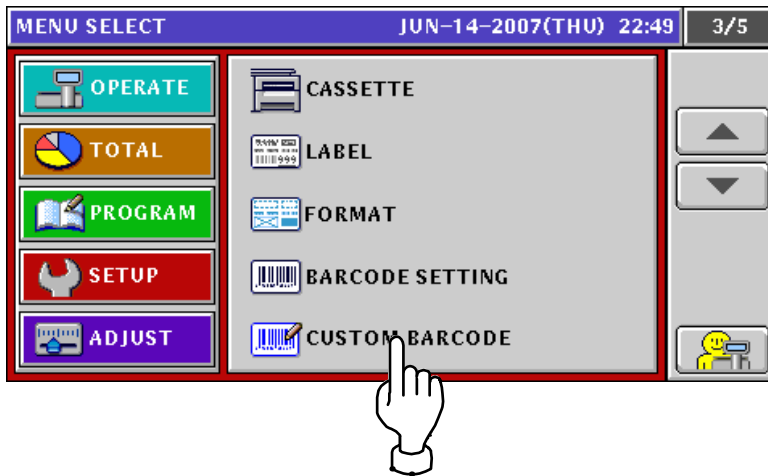 MENU SELECT JUN-14-2007(THU) 22:49 3/5
OPERATE
TOTAL
PROGRAM
SETUP
ADJUST
CASSETTE
LABEL
FORMAT
BARCODE SETTING
CUSTOM BARCODE